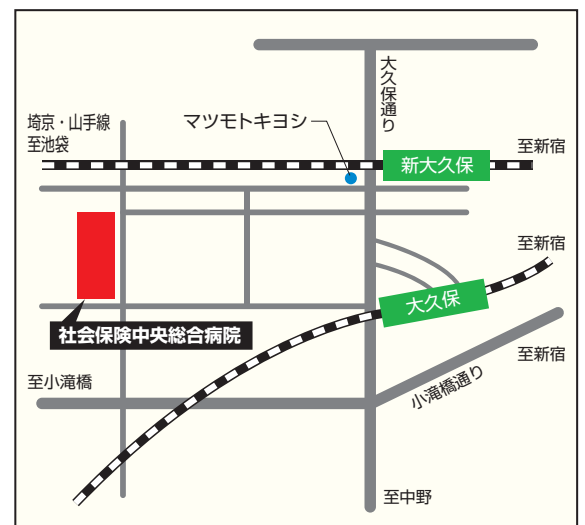 大久保通り
埼京・山手線
至池袋
マツモトキヨシ
至新宿
新大久保
至新宿
大久保
社会保険中央総合病院
至新宿
至小滝橋
小滝橋通り
至中野